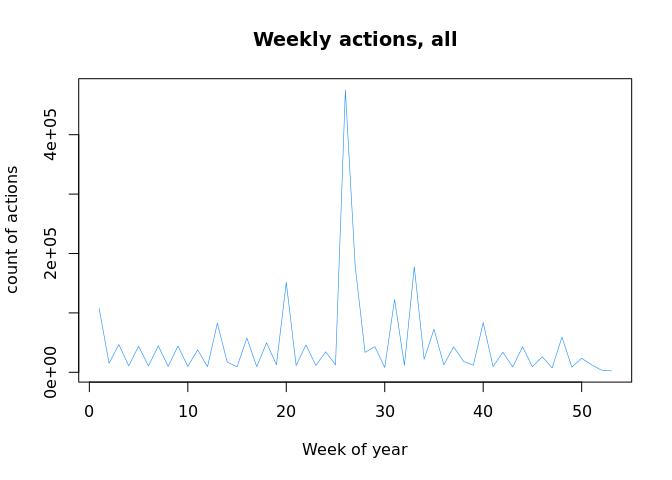 Weekly actions, all
count of actions
4e+05
2e+05
0e+00
0 10 20 30 40 50
Week of year